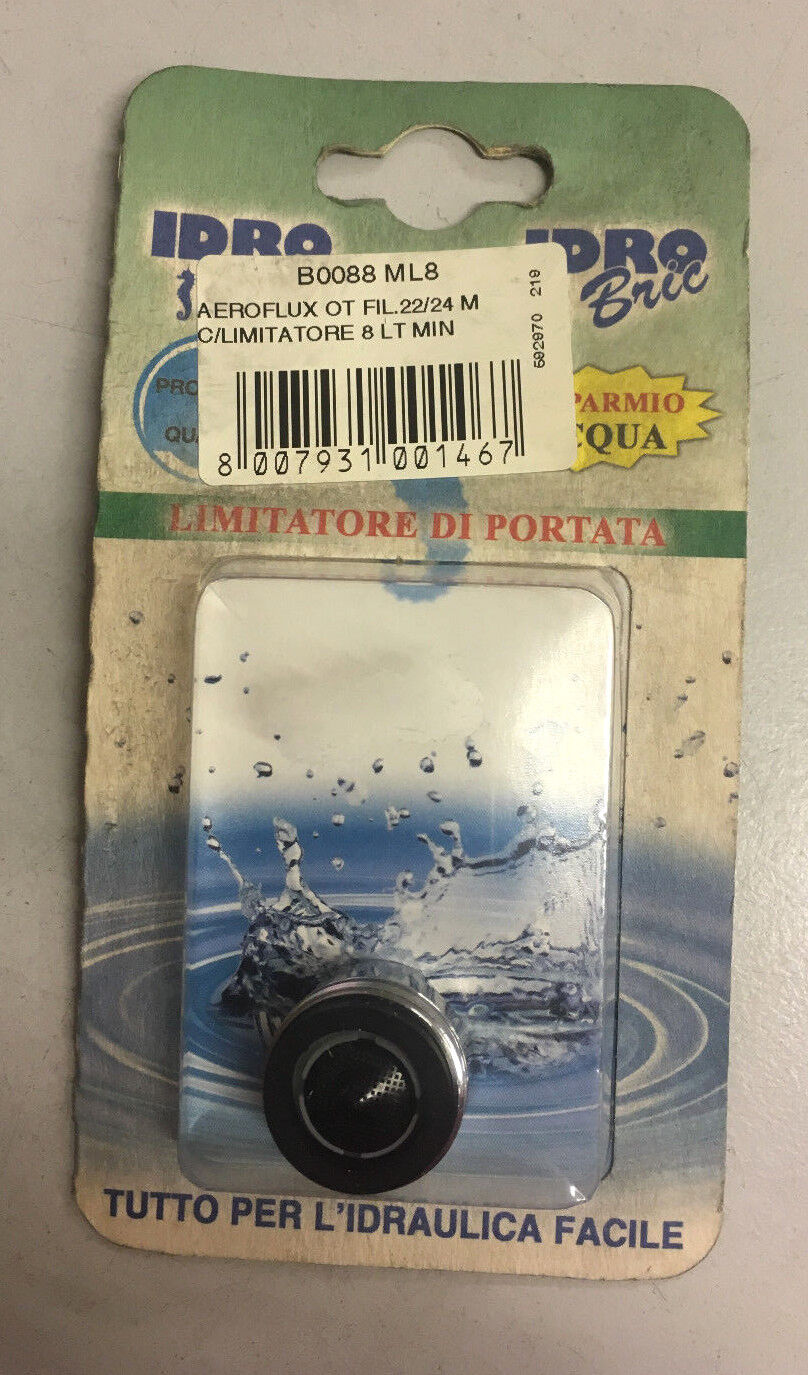 IDRO
IDRO
Bric
B0088 ML8
AEROFLUX OT FIL.22/24 M
C/LIMITATORE 8 LT MIN
8 007931 001467
219
LIMITATORE DI PORTATA
TUTTO PER L'IDRAULICA FACILE